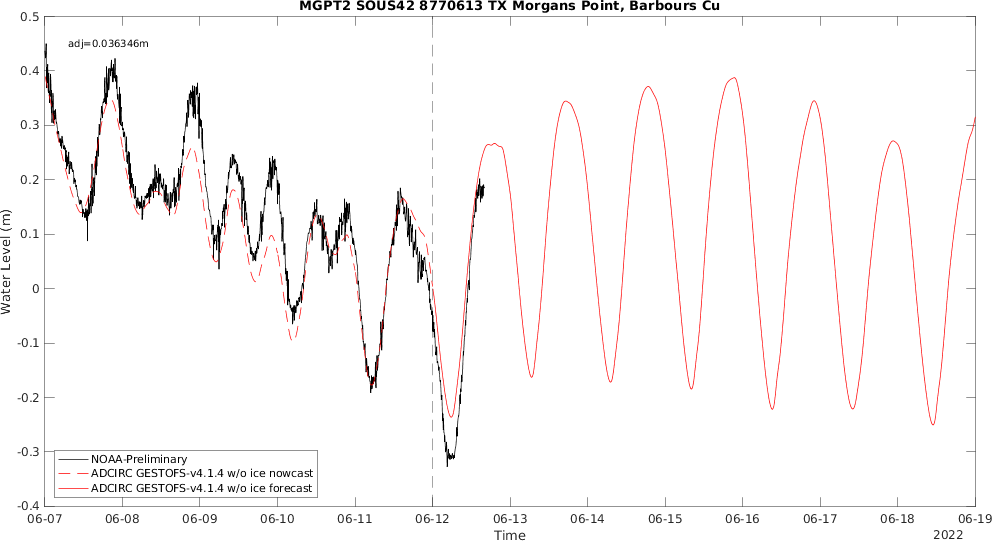 MGPT2 SOUS42 8770613 TX Morgans Point, Barbours Cu
adj=0.036346m
0.5
0.4
0.3
0.2
0.1
0
-0.1
-0.2
-0.3
-0.4
Water Level (m)
NOAA-Preliminary
ADCIRC GESTOFS-v4.1.4 w/o ice nowcast
ADCIRC GESTOFS-v4.1.4 w/o ice forecast
06-07 06-08 06-09 06-10 06-11 06-12 06-13 06-14 06-15 06-16 06-17 06-18 06-19
Time
2022